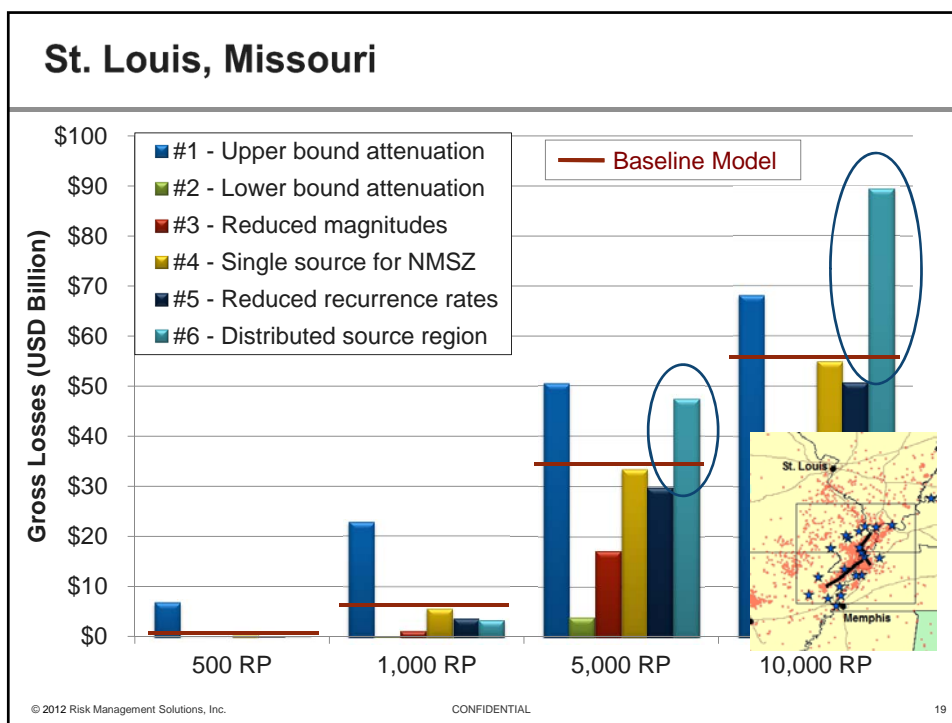 St. Louis, Missouri
$100
$90
$80
$70
$60
$50
$40
$30
$20
$10
$0
Gross Losses (USD Billion)
#1 - Upper bound attenuation
#2 - Lower bound attenuation
#3 - Reduced magnitudes
#4 - Single source for NMSZ
#5 - Reduced recurrence rates
#6 - Distributed source region
Baseline Model
St. Louis
Memphis
500 RP
1,000 RP
5,000 RP
10,000 RP
© 2012 Risk Management Solutions, Inc.
CONFIDENTIAL
19